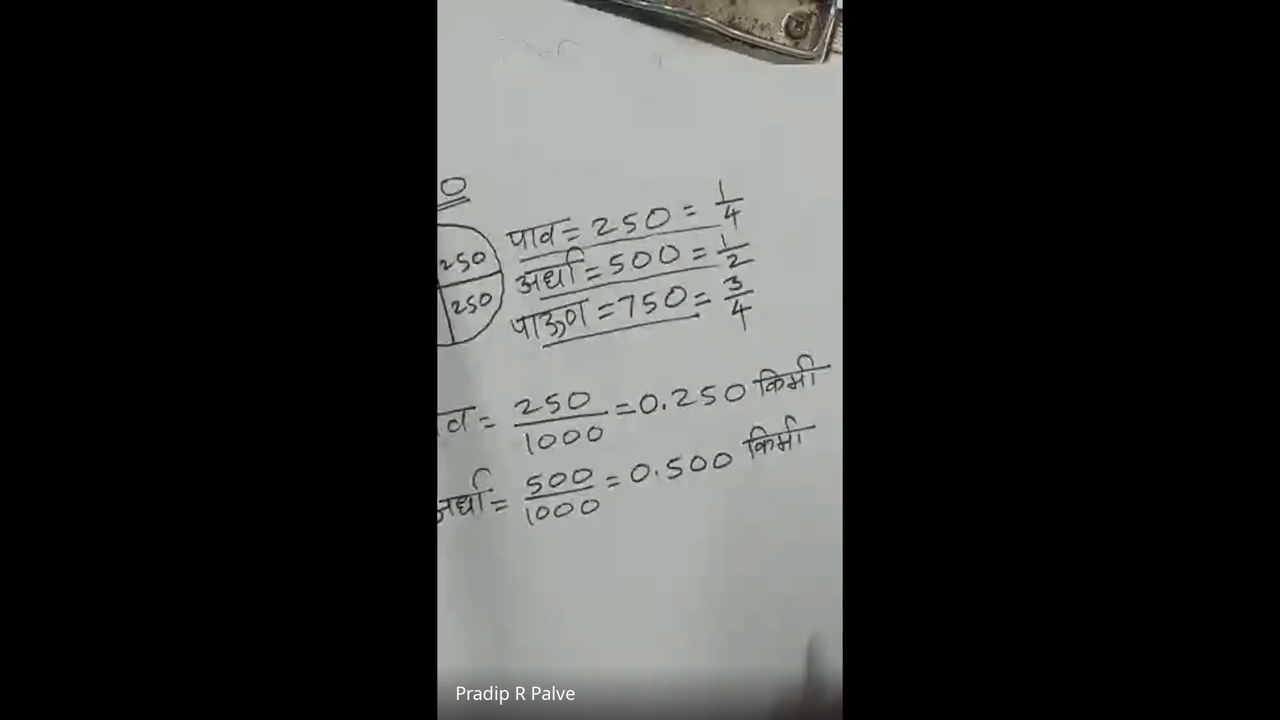 0
250
250
पाव = 250 = 1/4
अर्धा = 500 = 1/2
पाऊण = 750 = 3/4
व = 250/1000 = 0.250 किमी
अर्धा = 500/1000 = 0.500 किमी
Pradip R Palve